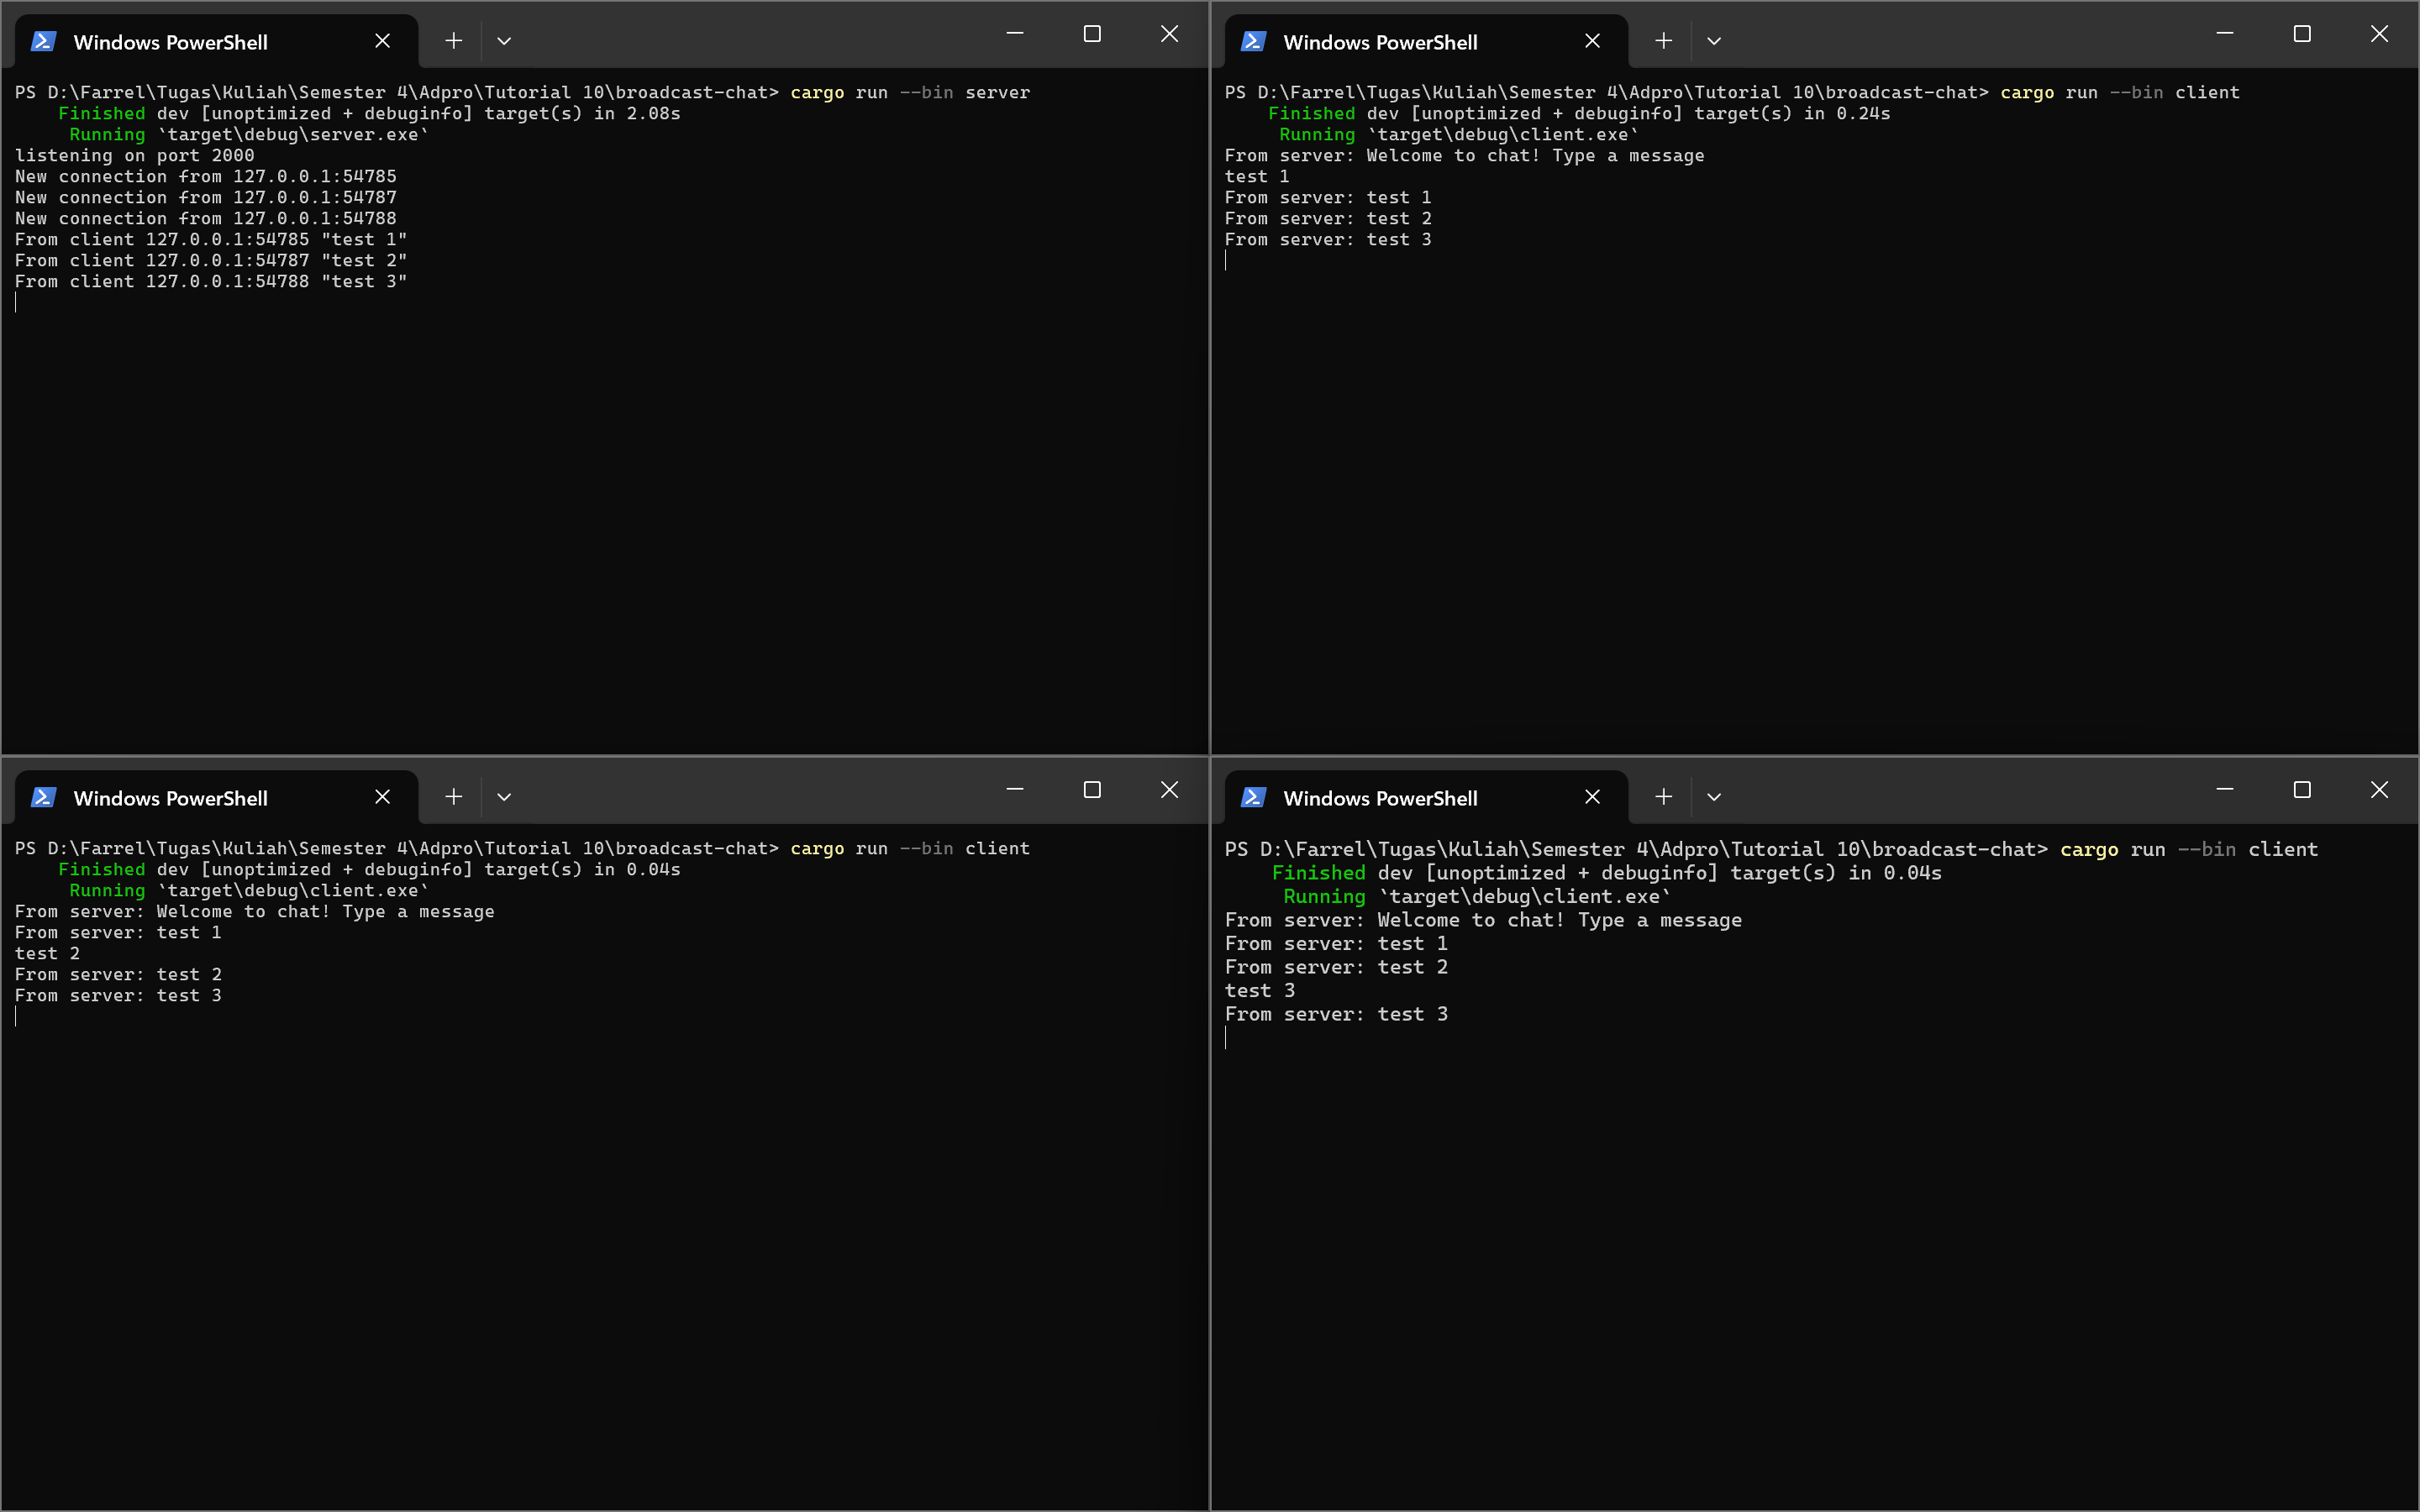 Windows PowerShell
PS D:\Farrel\Tugas\Kuliah\Semester 4\Adpro\Tutorial 10\broadcast-chat> cargo run --bin server
Finished dev [unoptimized + debuginfo] target(s) in 2.08s
Running `target\debug\server.exe`
listening on port 2000
New connection from 127.0.0.1:54785
New connection from 127.0.0.1:54787
New connection from 127.0.0.1:54788
From client 127.0.0.1:54785 "test 1"
From client 127.0.0.1:54787 "test 2"
From client 127.0.0.1:54788 "test 3"
Windows PowerShell
PS D:\Farrel\Tugas\Kuliah\Semester 4\Adpro\Tutorial 10\broadcast-chat> cargo run --bin client
Finished dev [unoptimized + debuginfo] target(s) in 0.24s
Running `target\debug\client.exe`
From server: Welcome to chat! Type a message
test 1
From server: test 1
From server: test 2
From server: test 3
Windows PowerShell
PS D:\Farrel\Tugas\Kuliah\Semester 4\Adpro\Tutorial 10\broadcast-chat> cargo run --bin client
Finished dev [unoptimized + debuginfo] target(s) in 0.04s
Running `target\debug\client.exe`
From server: Welcome to chat! Type a message
From server: test 1
test 2
From server: test 2
From server: test 3
Windows PowerShell
PS D:\Farrel\Tugas\Kuliah\Semester 4\Adpro\Tutorial 10\broadcast-chat> cargo run --bin client
Finished dev [unoptimized + debuginfo] target(s) in 0.04s
Running `target\debug\client.exe`
From server: Welcome to chat! Type a message
From server: test 1
From server: test 2
test 3
From server: test 3